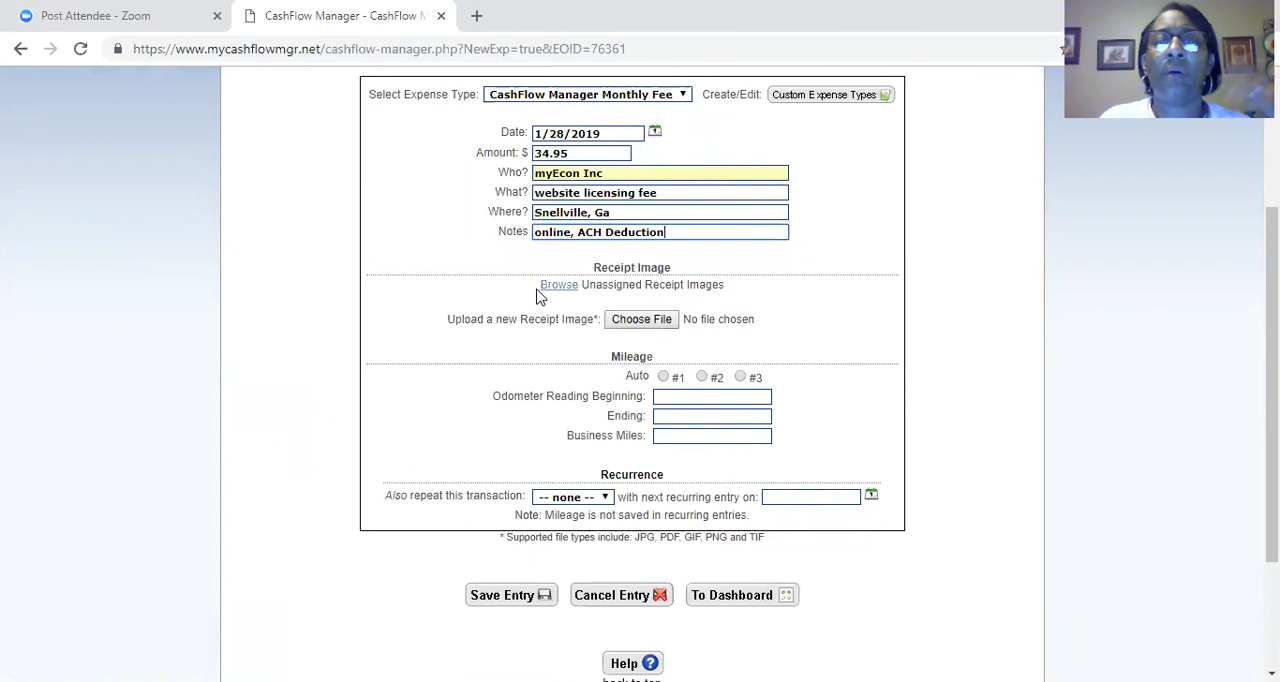 Post Attendee - Zoom
CashFlow Manager - CashFlow M
https://www.mycashflowmgr.net/cashflow-manager.php?NewExp=true&EOID=76361
Select Expense Type: CashFlow Manager Monthly Fee Create/Edit: Custom Expense Types
Date: 1/28/2019
Amount: $ 34.95
Who? myEcon Inc
What? website licensing fee
Where? Snellville, Ga
Notes online, ACH Deduction
Receipt Image
Browse Unassigned Receipt Images
Upload a new Receipt Image*: Choose File No file chosen
Mileage
Auto #1 #2 #3
Odometer Reading Beginning:
Ending:
Business Miles:
Recurrence
Also repeat this transaction: -- none -- with next recurring entry on:
Note: Mileage is not saved in recurring entries.
* Supported file types include: JPG, PDF, GIF, PNG and TIF
Save Entry Cancel Entry To Dashboard
Help ?
back to top